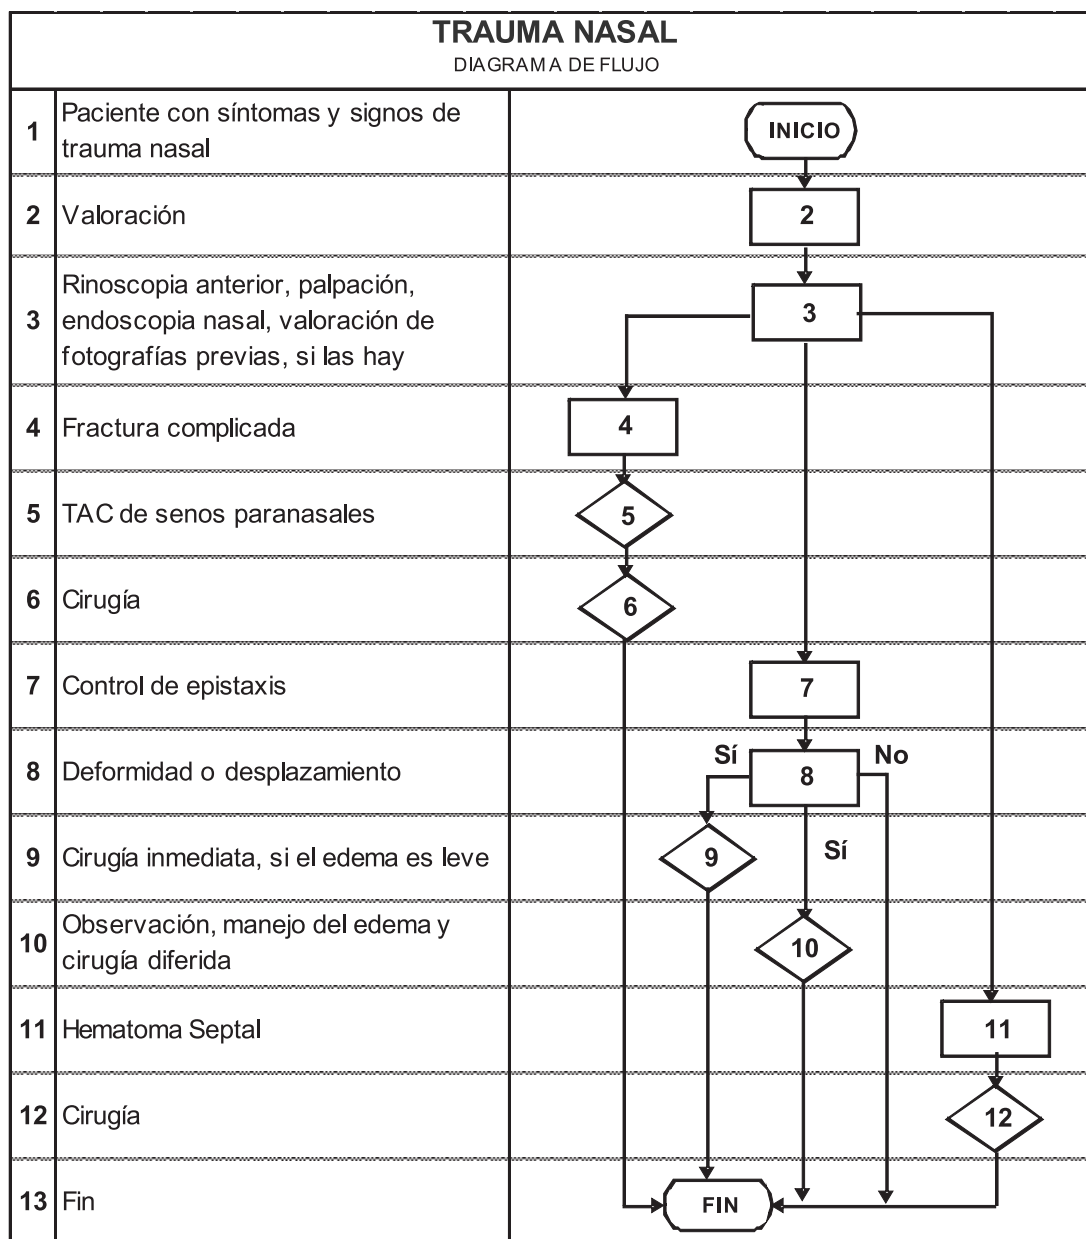 TRAUMA NASAL
DIAGRAMA DE FLUJO
1 Paciente con síntomas y signos de
trauma nasal
INICIO
2 Valoración
2
3 Rinoscopia anterior, palpación,
endoscopia nasal, valoración de
fotografías previas, si las hay
3
4 Fractura complicada
4
5 TAC de senos paranasales
5
6 Cirugía
6
7 Control de epistaxis
7
8 Deformidad o desplazamiento
Sí 8 No
9 Cirugía inmediata, si el edema es leve
9 Sí
10 Observación, manejo del edema y
cirugía diferida
10
11 Hematoma Septal
11
12 Cirugía
12
13 Fin
FIN